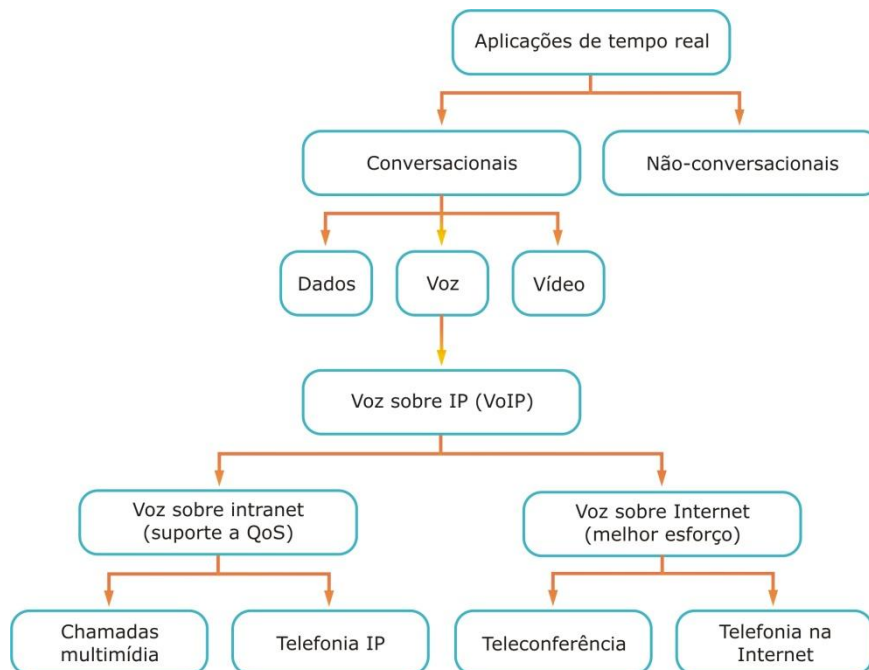 Aplicações de tempo real
Conversacionais
Não-conversacionais
Dados
Voz
Vídeo
Voz sobre IP (VoIP)
Voz sobre intranet
(suporte a QoS)
Voz sobre Internet
(melhor esforço)
Chamadas
multimídia
Telefonia IP
Teleconferência
Telefonia na
Internet